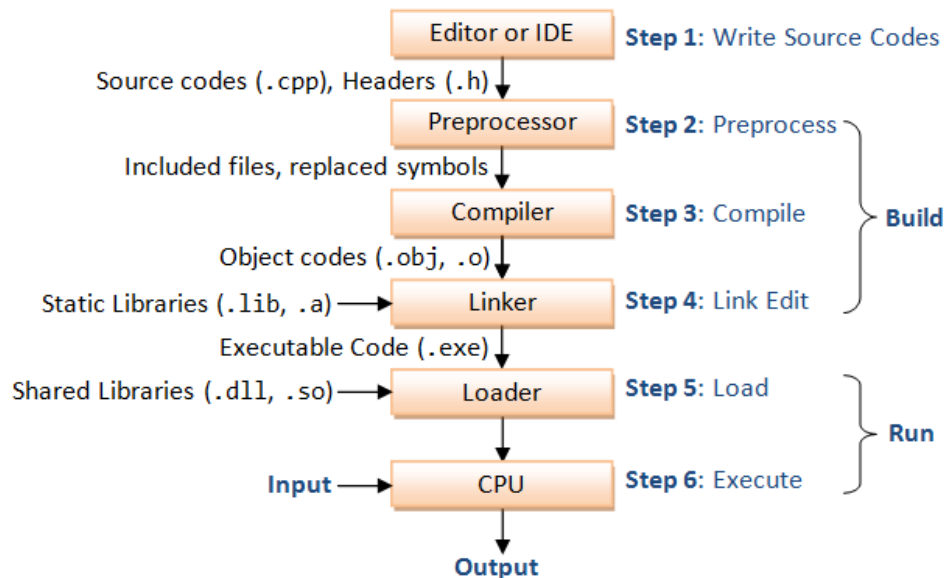 Editor or IDE
Step 1: Write Source Codes
Source codes (.cpp), Headers (.h)
Preprocessor
Step 2: Preprocess
Included files, replaced symbols
Compiler
Step 3: Compile
Build
Object codes (.obj, .o)
Static Libraries (.lib, .a)
Linker
Step 4: Link Edit
Executable Code (.exe)
Shared Libraries (.dll, .so)
Loader
Step 5: Load
Run
Input
CPU
Step 6: Execute
Output